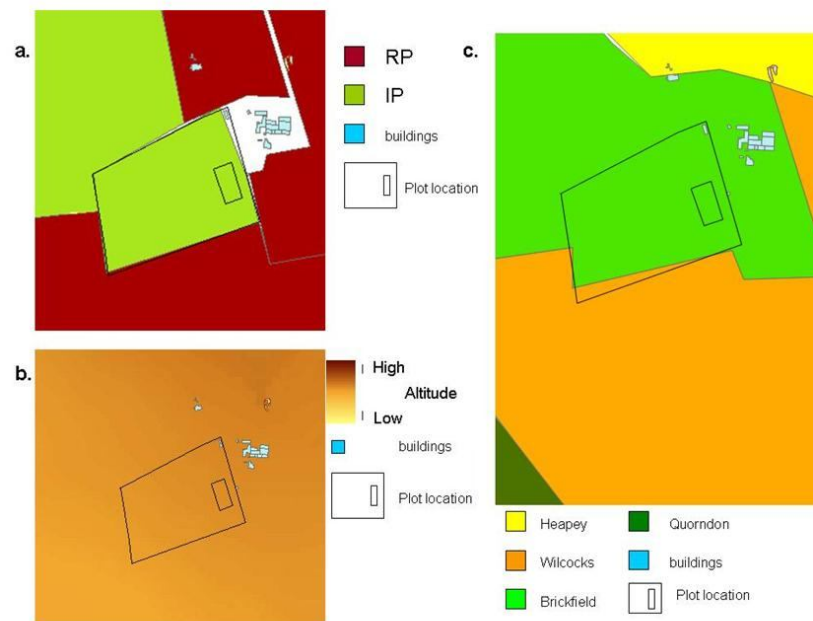 a.
RP
IP
buildings
Plot location
b.
High
Altitude
Low
buildings
Plot location
c.
Heapey
Quorndon
Wilcocks
buildings
Brickfield
Plot location